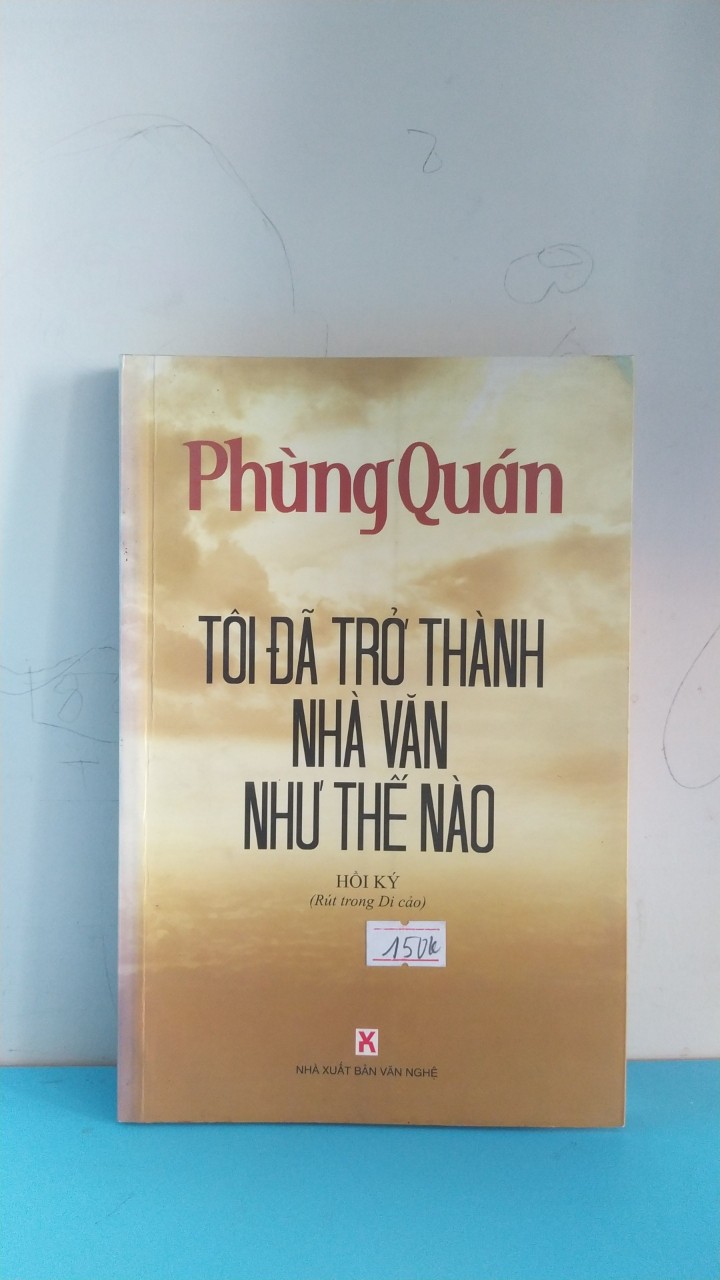 Phùng Quán
TÔI ĐÃ TRỞ THÀNH
NHÀ VĂN
NHƯ THẾ NÀO
HỒI KÝ
(Rút trong Di cảo)
150k
NHÀ XUẤT BẢN VĂN NGHỆ